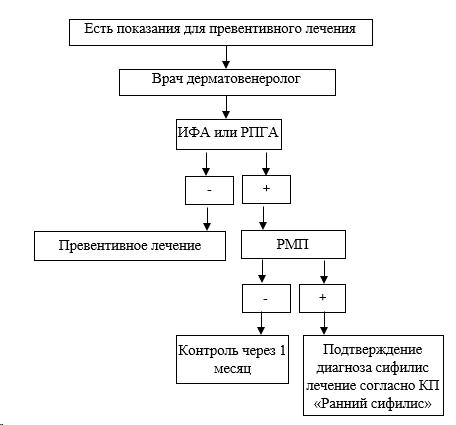 Есть показания для превентивного лечения
Врач дерматовенеролог
ИФА или РПГА
- +
Превентивное лечение РМП
- +
Контроль через 1
месяц
Подтверждение
диагноза сифилис
лечение согласно КП
«Ранний сифилис»